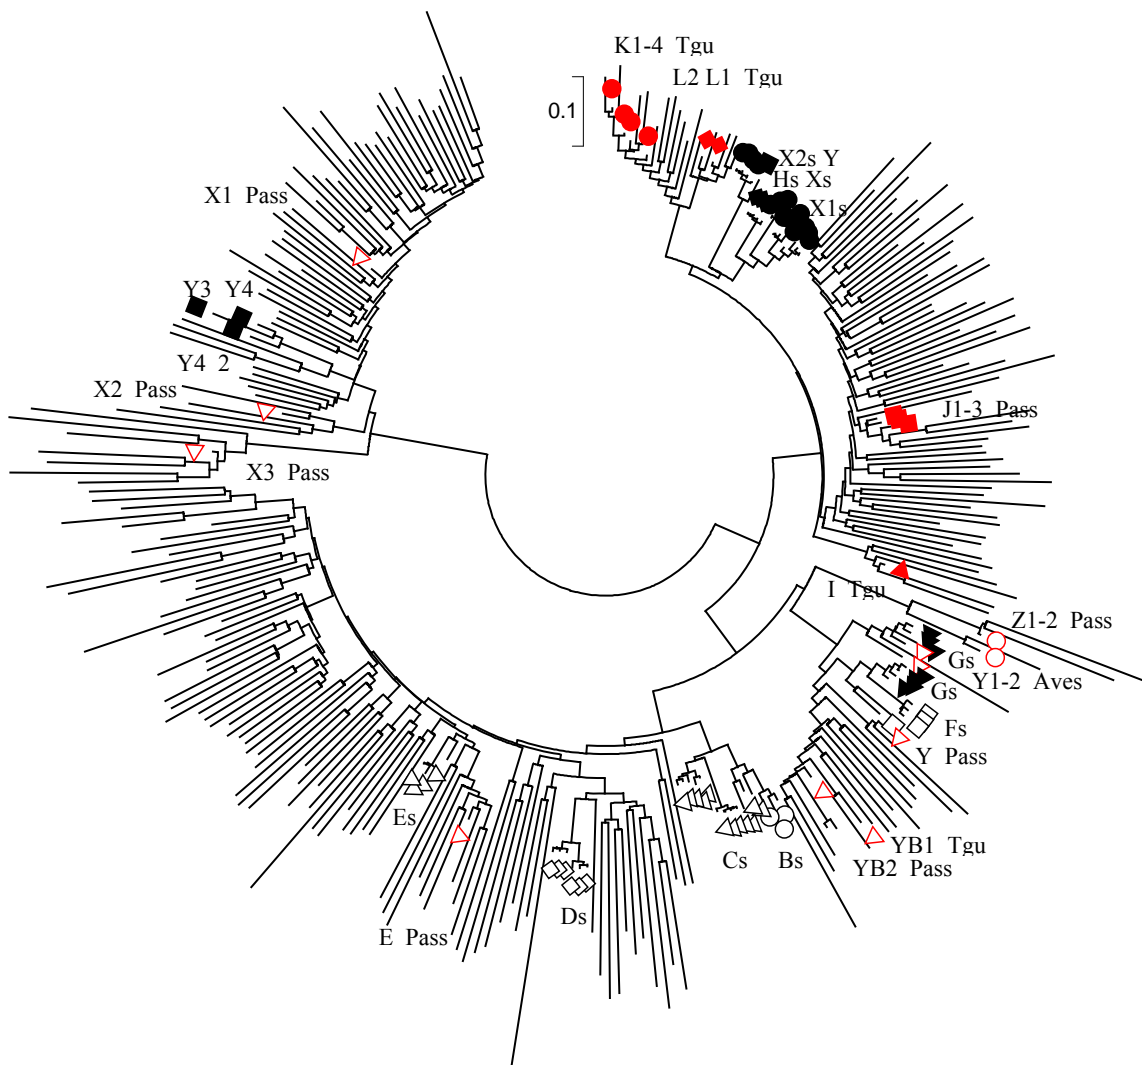 K1-4 Tgu
L2 L1 Tgu
0.1
X2s Y
Hs Xs
X1s
X1 Pass
Y3 Y4
Y4 2
X2 Pass
X3 Pass
J1-3 Pass
I Tgu
Z1-2 Pass
Gs
Y1-2 Aves
Gs
Fs
Y Pass
YB1 Tgu
YB2 Pass
Es
Cs
Bs
Ds
E Pass